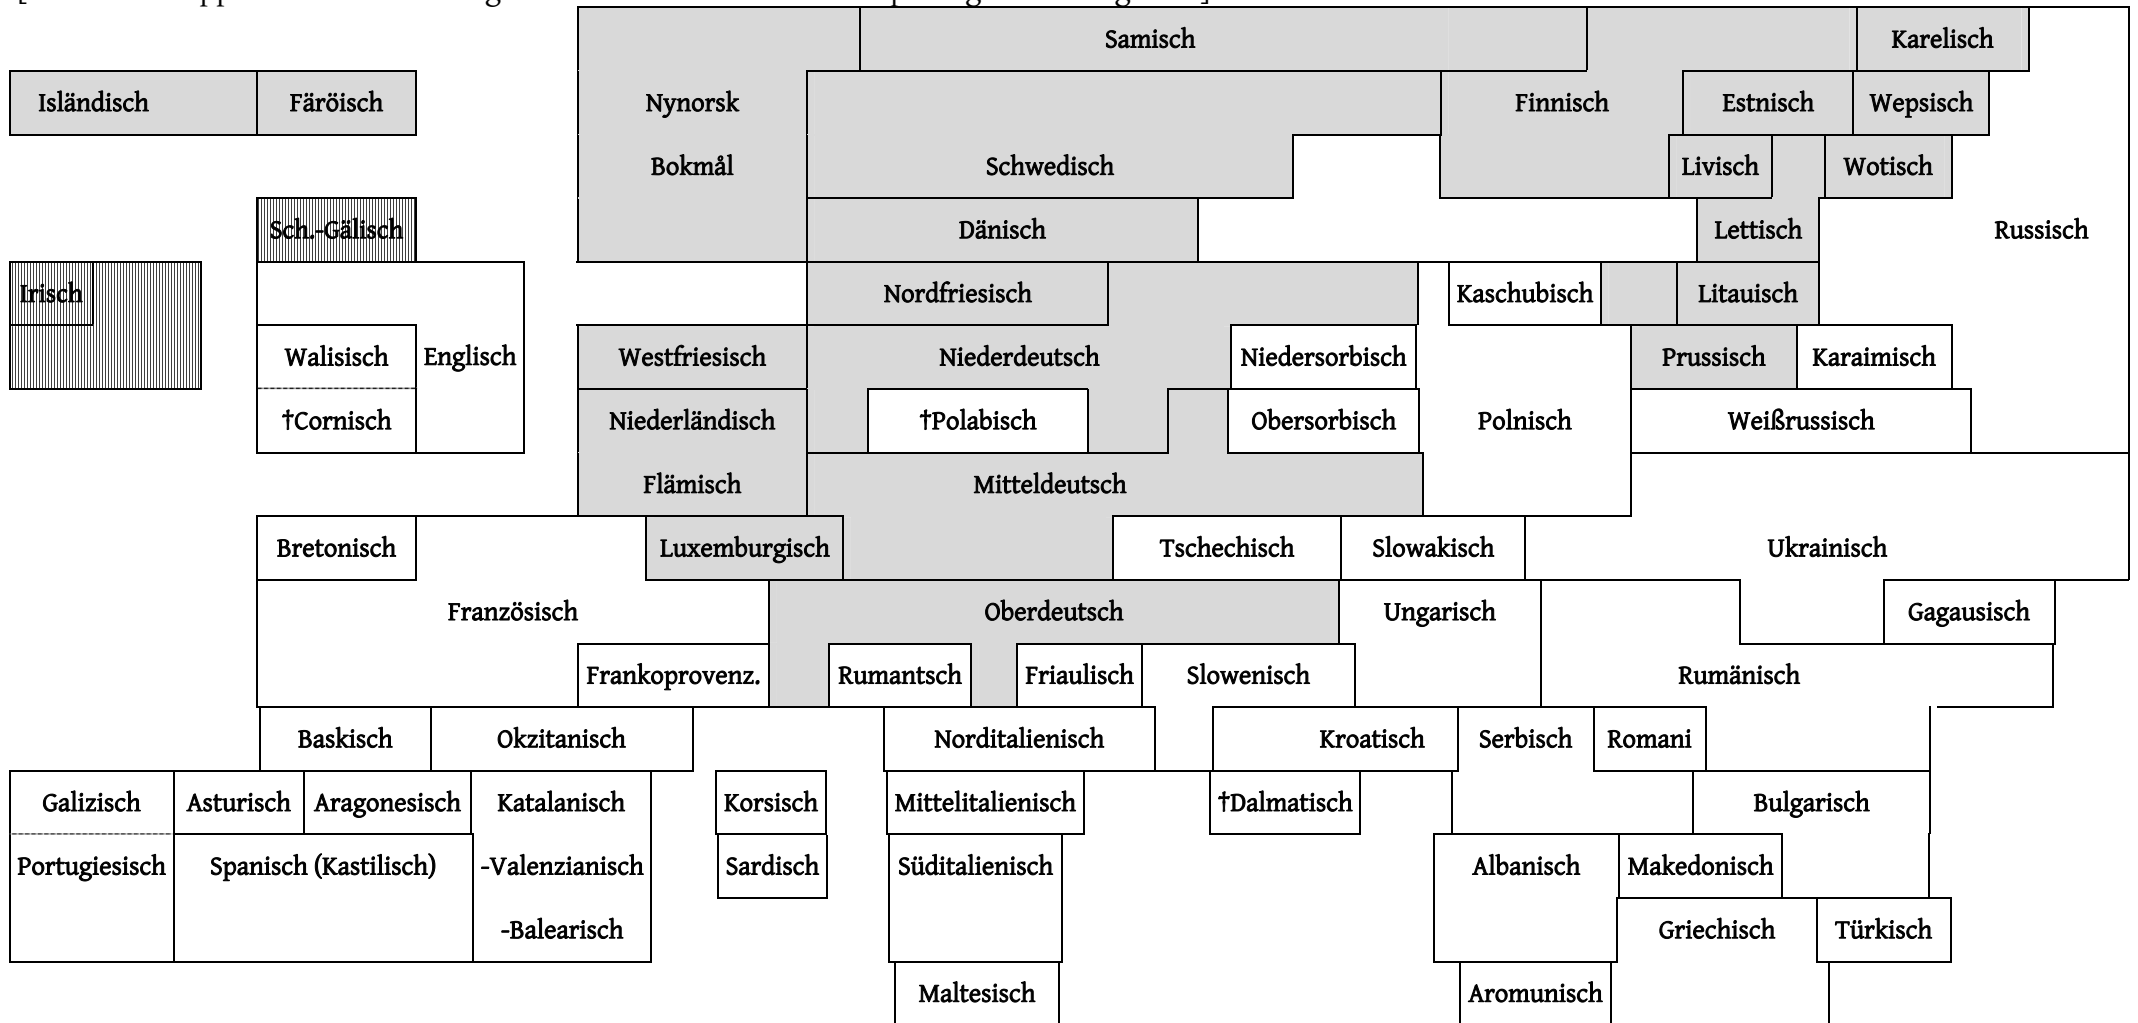 Samisch Karelisch
Isländisch Färöisch Nynorsk Finnisch Estnisch Wepsisch
Bokmål Schwedisch Livisch Wotisch
Sch.-Gälisch Dänisch Lettisch Russisch
Irisch Nordfriesisch Kaschubisch Litauisch
Walisisch Englisch Westfriesisch Niederdeutsch Niedersorbisch Prussisch Karaimisch
†Cornisch Niederländisch †Polabisch Obersorbisch Polnisch Weißrussisch
Flämisch Mitteldeutsch
Bretonisch Luxemburgisch Tschechisch Slowakisch Ukrainisch
Französisch Oberdeutsch Ungarisch Gagausisch
Frankoprovenz. Rumantsch Friaulisch Slowenisch Rumänisch
Baskisch Okzitanisch Norditalienisch Kroatisch Serbisch Romani
Galizisch Asturisch Aragonesisch Katalanisch Korsisch Mittelitalienisch †Dalmatisch Bulgarisch
Portugiesisch Spanisch (Kastilisch) -Valenzianisch Sardisch Süditalienisch Albanisch Makedonisch
-Balearisch Griechisch Türkisch
Maltesisch Aromunisch